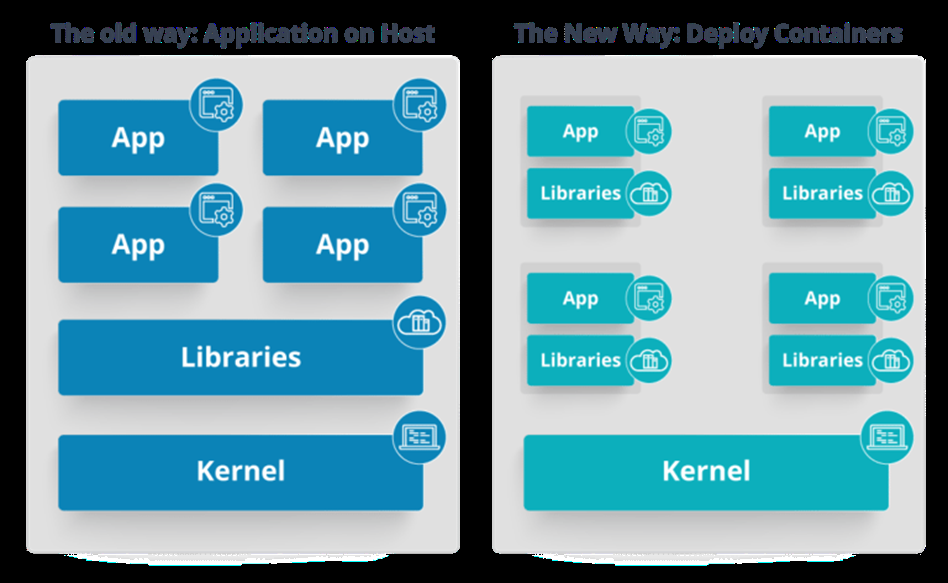 The old way: Application on Host
App
App
App
App
Libraries
Kernel
The New Way: Deploy Containers
App
Libraries
App
Libraries
App
Libraries
App
Libraries
Kernel